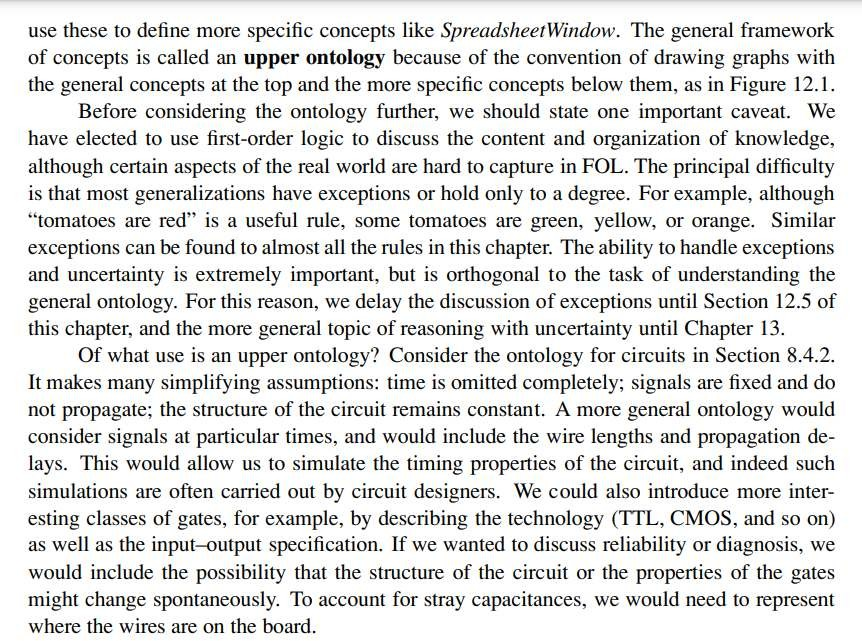 use these to define more specific concepts like SpreadsheetWindow. The general framework
of concepts is called an upper ontology because of the convention of drawing graphs with
the general concepts at the top and the more specific concepts below them, as in Figure 12.1.
Before considering the ontology further, we should state one important caveat. We
have elected to use first-order logic to discuss the content and organization of knowledge,
although certain aspects of the real world are hard to capture in FOL. The principal difficulty
is that most generalizations have exceptions or hold only to a degree. For example, although
“tomatoes are red” is a useful rule, some tomatoes are green, yellow, or orange. Similar
exceptions can be found to almost all the rules in this chapter. The ability to handle exceptions
and uncertainty is extremely important, but is orthogonal to the task of understanding the
general ontology. For this reason, we delay the discussion of exceptions until Section 12.5 of
this chapter, and the more general topic of reasoning with uncertainty until Chapter 13.
Of what use is an upper ontology? Consider the ontology for circuits in Section 8.4.2.
It makes many simplifying assumptions: time is omitted completely; signals are fixed and do
not propagate; the structure of the circuit remains constant. A more general ontology would
consider signals at particular times, and would include the wire lengths and propagation de-
lays. This would allow us to simulate the timing properties of the circuit, and indeed such
simulations are often carried out by circuit designers. We could also introduce more inter-
esting classes of gates, for example, by describing the technology (TTL, CMOS, and so on)
as well as the input–output specification. If we wanted to discuss reliability or diagnosis, we
would include the possibility that the structure of the circuit or the properties of the gates
might change spontaneously. To account for stray capacitances, we would need to represent
where the wires are on the board.